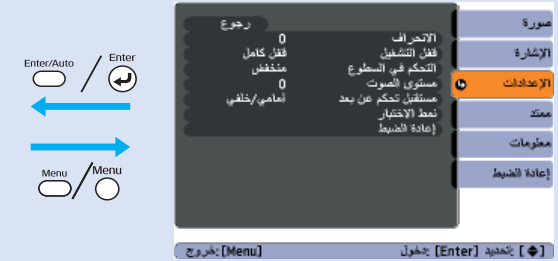 Enter/Auto
Enter
Menu
Menu
صورة
الإشارة
الإعدادات
ممتد
معلومات
إعادة الضبط
رجوع
الانحراف 0
قفل التشغيل قفل كامل
التحكم في السطوع منخفض
مستوى الصوت 0
مستقبل تحكم عن بعد أمامي/خلفي
نمط الاختبار
إعادة الضبط
[ ] :تحديد [Enter] :دخول [Menu] :خروج